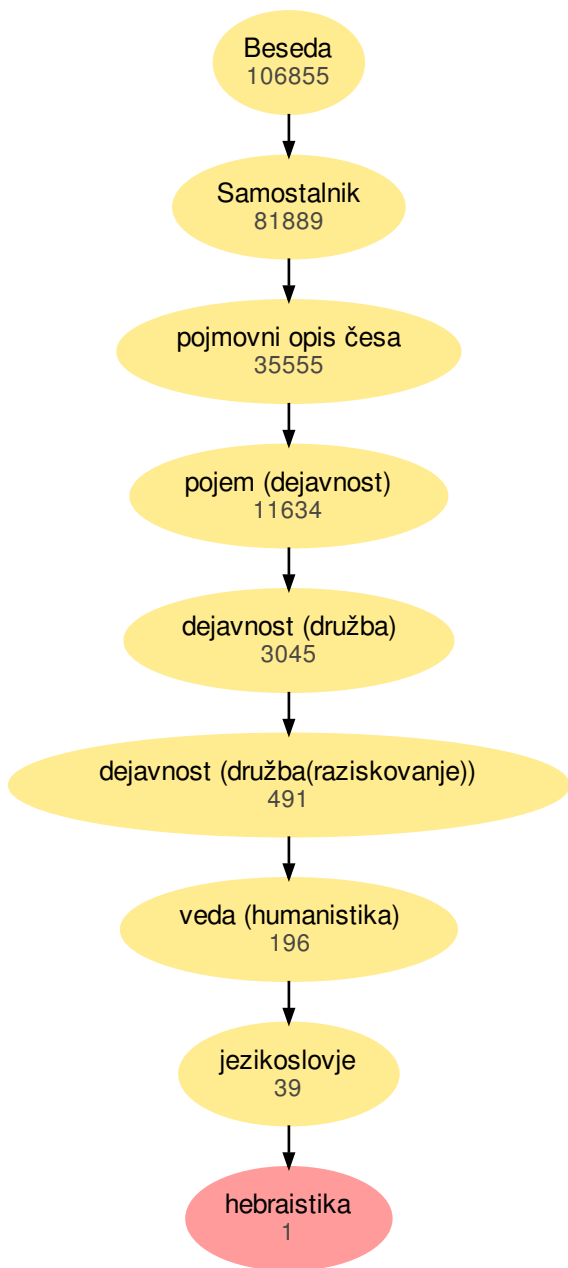 Beseda
106855
Samostalnik
81889
pojmovni opis česa
35555
pojem (dejavnost)
11634
dejavnost (družba)
3045
dejavnost (družba(raziskovanje))
491
veda (humanistika)
196
jezikoslovje
39
hebraistika
1